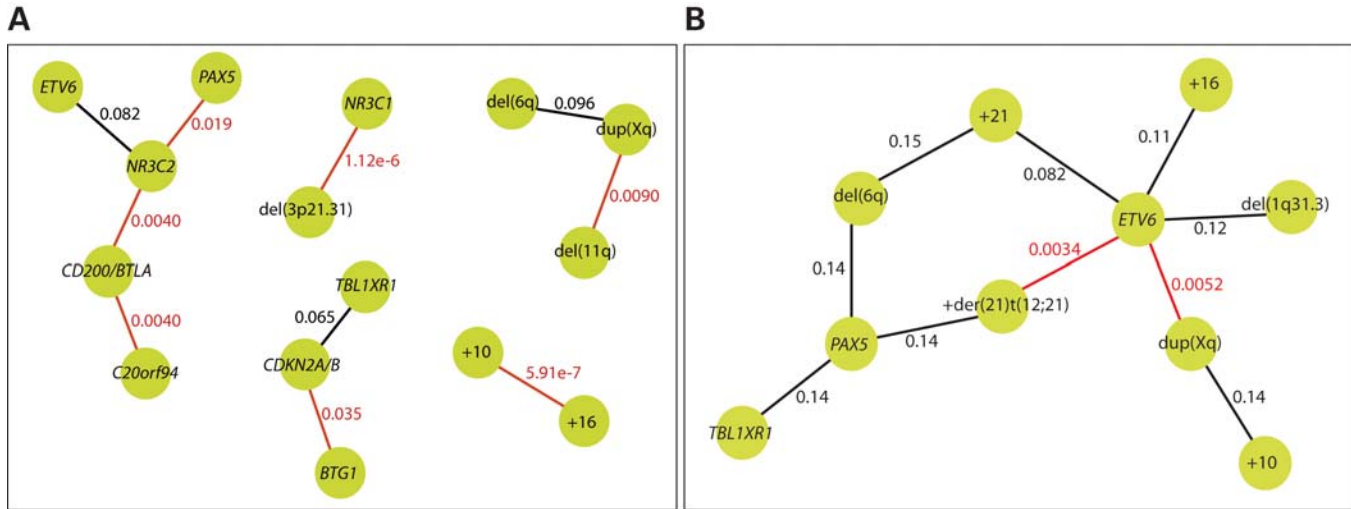 A
B
ETV6
PAX5
0.082
0.019
NR3C2
0.0040
CD200/BTLA
0.0040
C20orf94
NR3C1
1.12e-6
del(3p21.31)
TBL1XR1
0.065
CDKN2A/B
0.035
BTG1
del(6q)
0.096
dup(Xq)
0.0090
del(11q)
+10
5.91e-7
+16
+16
+21
0.11
0.15
0.082
del(6q)
del(1q31.3)
ETV6
0.12
0.0034
0.14
0.0052
+der(21)t(12;21)
PAX5
0.14
dup(Xq)
0.14
0.14
TBL1XR1
+10